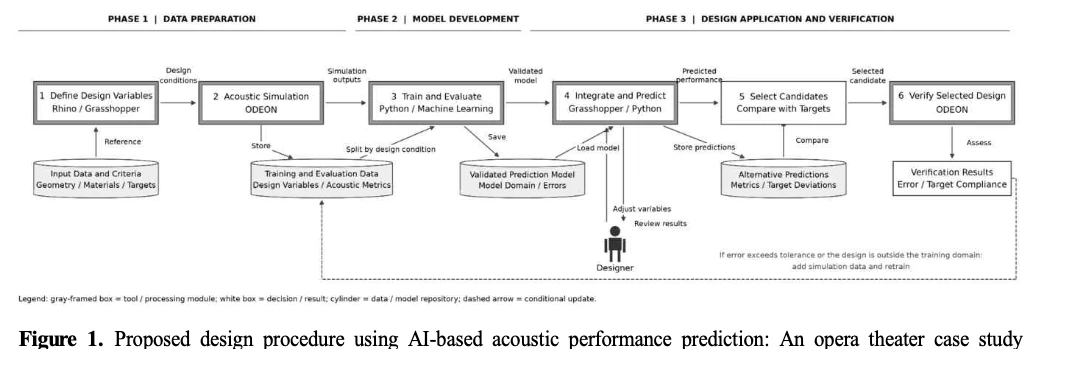 PHASE 1 | DATA PREPARATION
PHASE 2 | MODEL DEVELOPMENT
PHASE 3 | DESIGN APPLICATION AND VERIFICATION
Design
conditions
Simulation
outputs
Validated
model
Predicted
performance
Selected
candidate
1 Define Design Variables
Rhino / Grasshopper
2 Acoustic Simulation
ODEON
3 Train and Evaluate
Python / Machine Learning
4 Integrate and Predict
Grasshopper / Python
5 Select Candidates
Compare with Targets
6 Verify Selected Design
ODEON
Reference
Store
Split by design condition
Save
Load model
Store predictions
Compare
Assess
Input Data and Criteria
Geometry / Materials / Targets
Training and Evaluation Data
Design Variables / Acoustic Metrics
Validated Prediction Model
Model Domain / Errors
Alternative Predictions
Metrics / Target Deviations
Verification Results
Error / Target Compliance
Adjust variables
Review results
Designer
If error exceeds tolerance or the design is outside the training domain:
add simulation data and retrain
Legend: gray-framed box = tool / processing module; white box = decision / result; cylinder = data / model repository; dashed arrow = conditional update.
Figure 1. Proposed design procedure using AI-based acoustic performance prediction: An opera theater case study